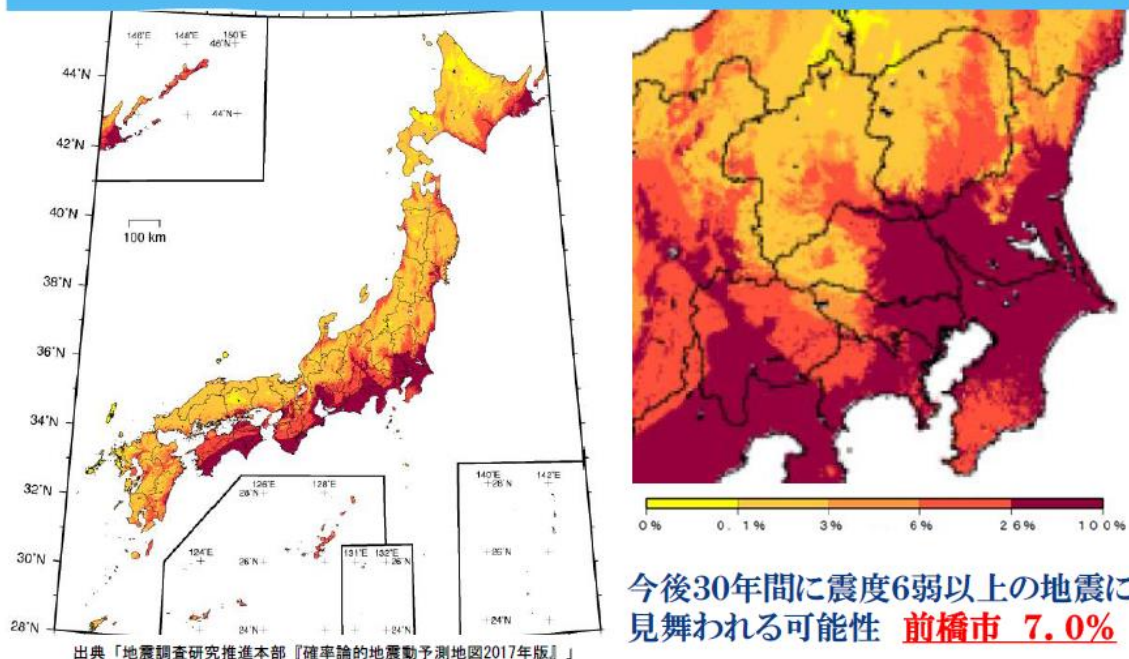 146°E 148°E 150°E
46°N
44°N
44°N
42°N
40°N
100 km
38°N
36°N
34°N
32°N
30°N
28°N
126°E 128°E
28°N
124°E
26°N
131°E 132°E
26°N
24°N
24°N
140°E 142°E
28°N
26°N
24°N
0% 0.1% 3% 6% 26% 100%
今後30年間に震度6弱以上の地震に
見舞われる可能性 前橋市 7.0%
出典「地震調査研究推進本部『確率論的地震動予測地図2017年版』」